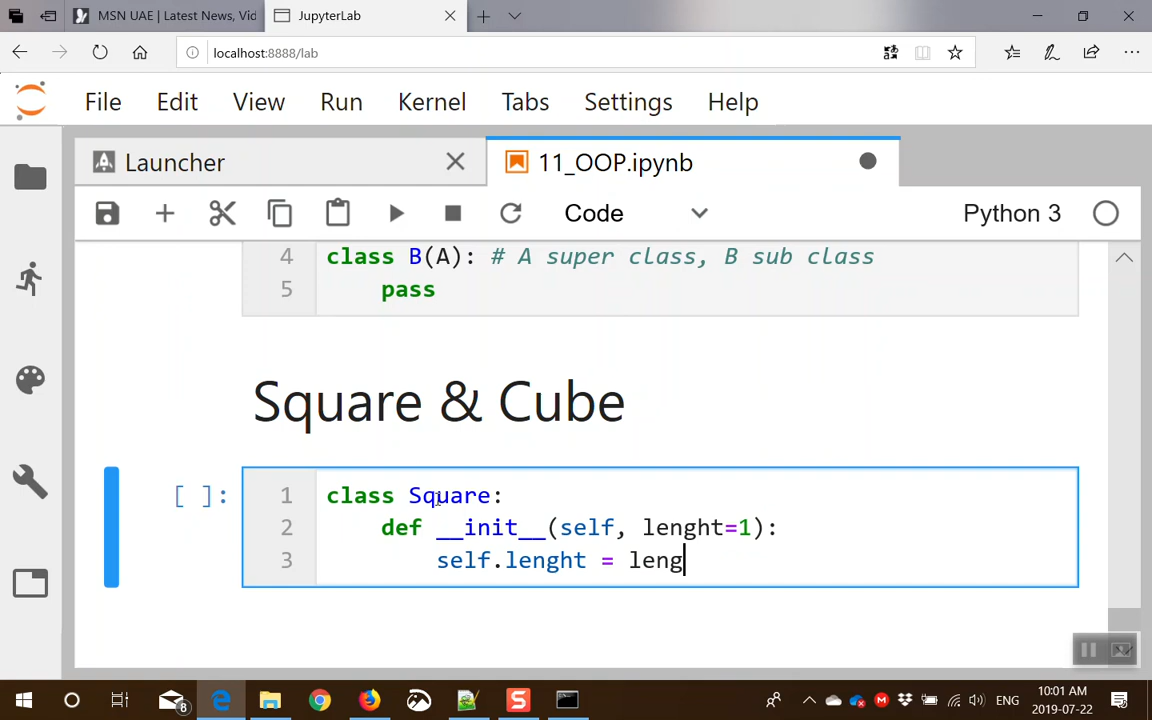 MSN UAE | Latest News, Vid
JupyterLab
localhost:8888/lab
File Edit View Run Kernel Tabs Settings Help
Launcher
11_OOP.ipynb
Code
Python 3
4 class B(A): # A super class, B sub class
5 pass
Square & Cube
[ ]:
1 class Square:
2 def __init__(self, lenght=1):
3 self.lenght = leng
8
ENG
10:01 AM
2019-07-22